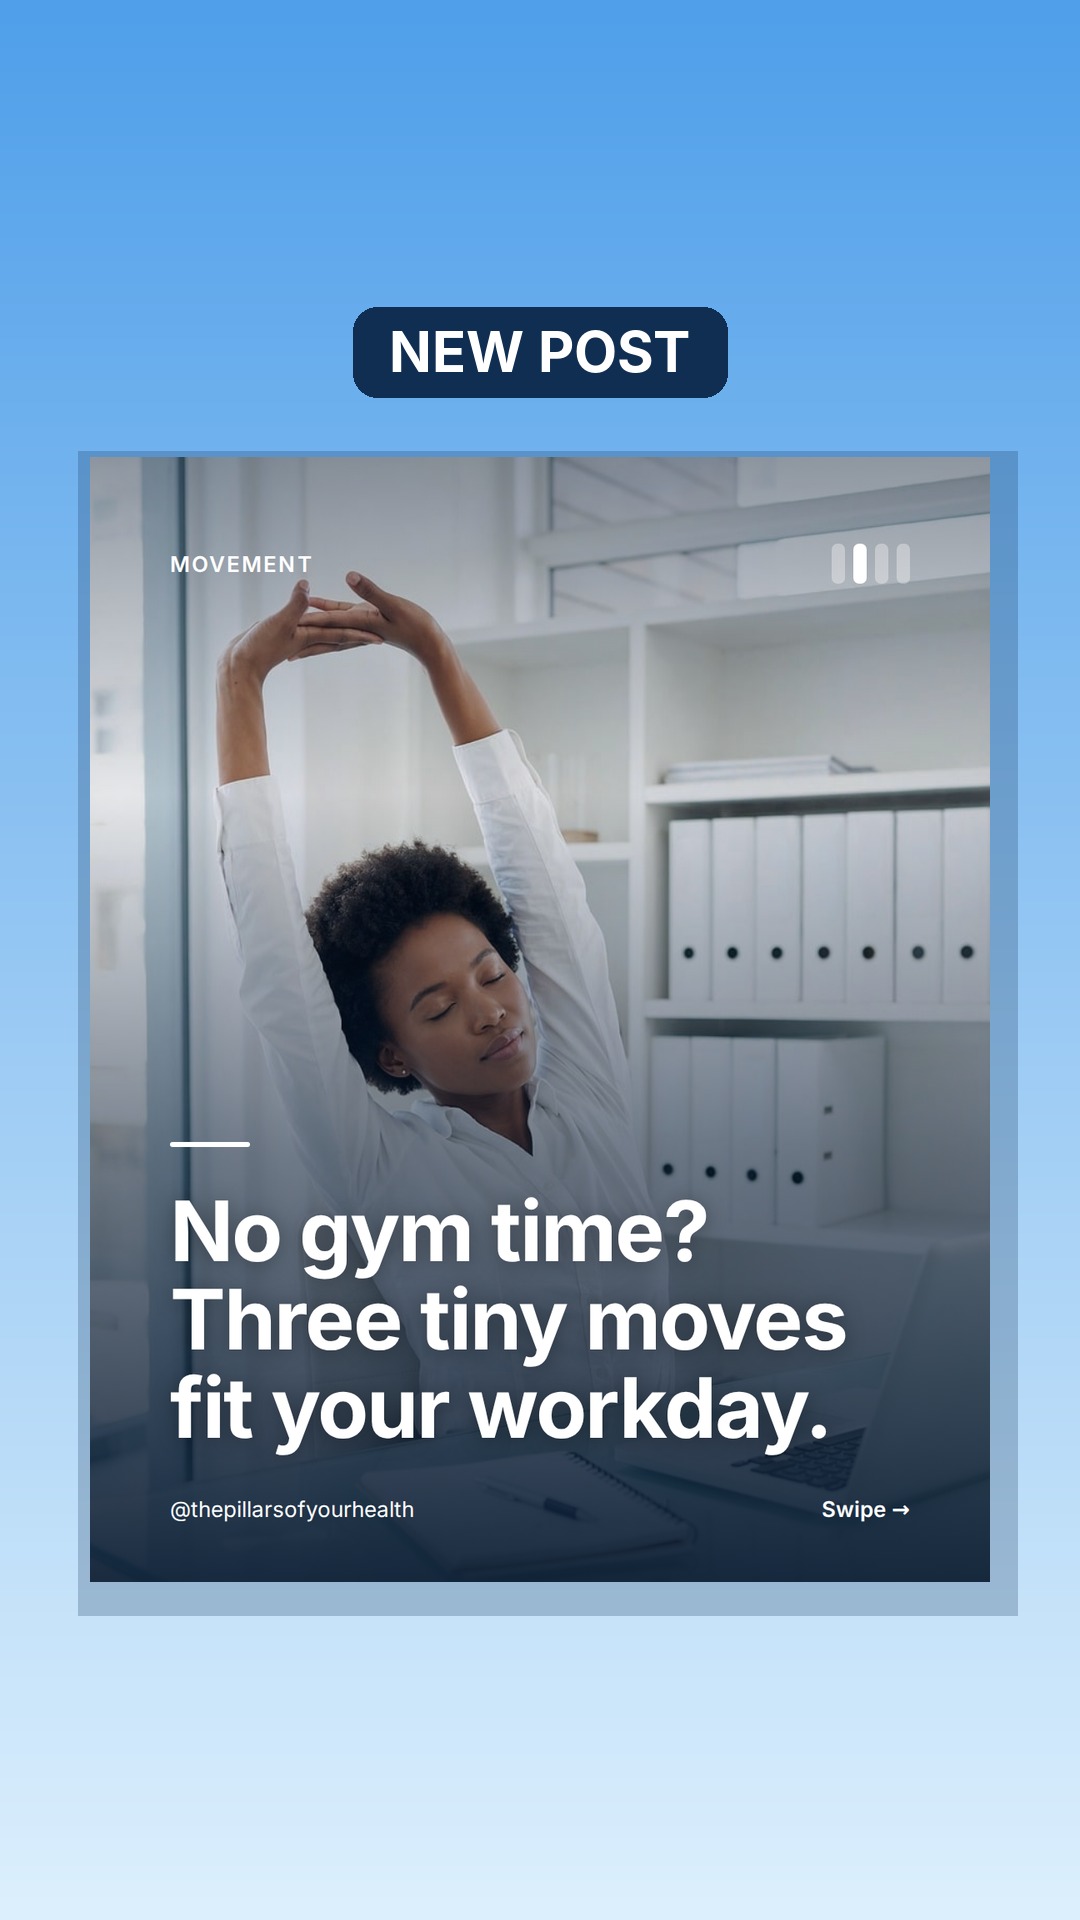 NEW POST
MOVEMENT
No gym time?
Three tiny moves
fit your workday.
@thepillarsofyourhealth
Swipe →